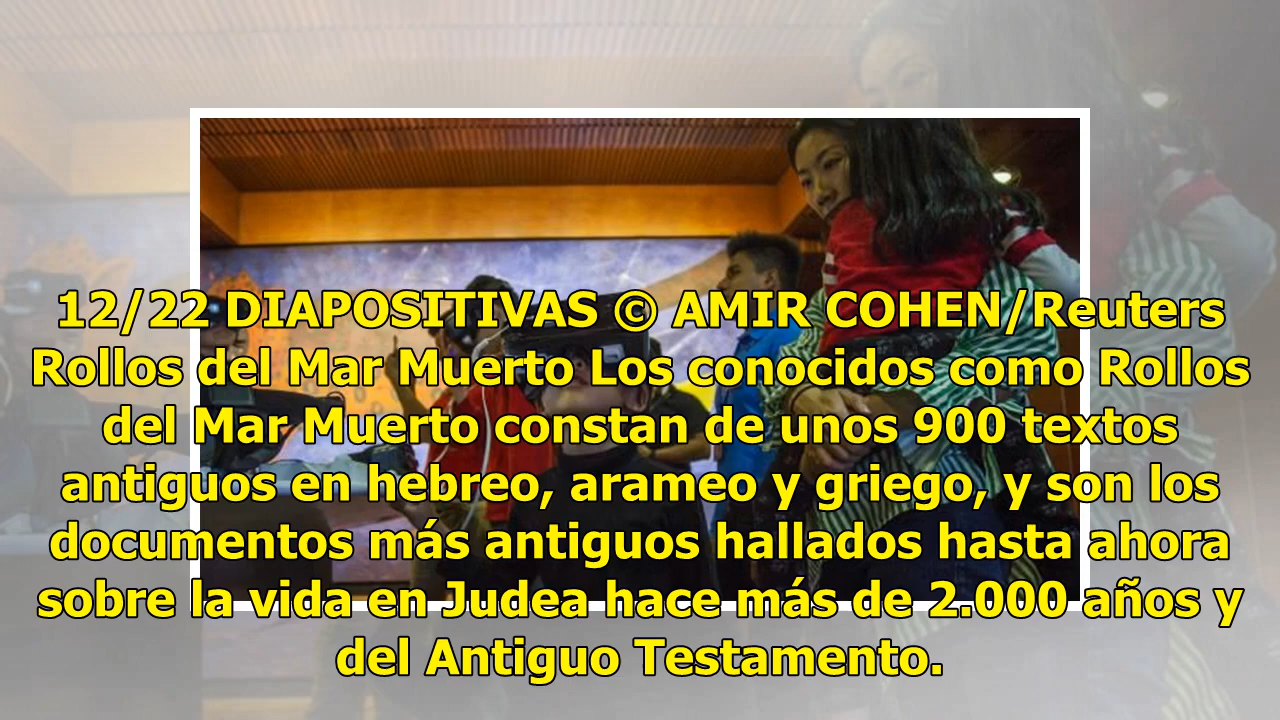 12/22 DIAPOSITIVAS © AMIR COHEN/Reuters
Rollos del Mar Muerto Los conocidos como Rollos
del Mar Muerto constan de unos 900 textos
antiguos en hebreo, arameo y griego, y son los
documentos más antiguos hallados hasta ahora
sobre la vida en Judea hace más de 2.000 años y
del Antiguo Testamento.